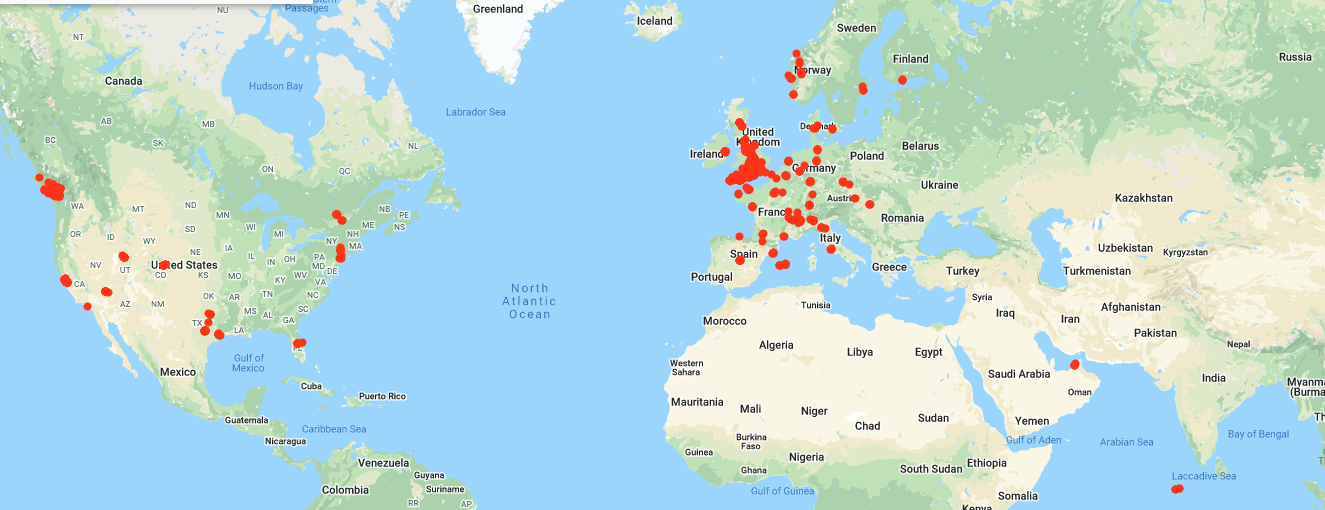 Passages
NU
Greenland
Iceland
Sweden
Finland
Norway
Russia
NT
Canada
Hudson Bay
Labrador Sea
AB
MB
BC
SK
ON
QC
NL
NB
PE
NS
ME
United
Kingdom
Ireland
Denmark
Belarus
Poland
Germany
Ukraine
Kazakhstan
Austria
France
Romania
WA
MT
ND
MN
OR
ID
SD
WI
MI
NY
NH
MA
WY
NE
IA
IL
IN
OH
PA
MD
DE
NV
UT
United States
CO
KS
MO
KY
WV
VA
CA
AZ
NM
OK
AR
TN
NC
SC
MS
AL
GA
TX
LA
FL
Italy
Spain
Portugal
Greece
Turkey
Uzbekistan
Kyrgyzstan
Turkmenistan
North
Atlantic
Ocean
Tunisia
Syria
Iraq
Iran
Afghanistan
Pakistan
Nepal
Morocco
Algeria
Libya
Egypt
Western
Sahara
Saudi Arabia
Oman
India
Myanma
(Burma)
Gulf of
Mexico
Mexico
Cuba
Puerto Rico
Mauritania
Mali
Niger
Chad
Sudan
Yemen
Gulf of Aden
Arabian Sea
Bay of Bengal
Th
Guatemala
Caribbean Sea
Nicaragua
Burkina
Faso
Guinea
Nigeria
Ghana
South Sudan
Ethiopia
Laccadive Sea
Venezuela
Guyana
Suriname
Colombia
RR
AP
Gulf of Guinea
Somalia
Kenya